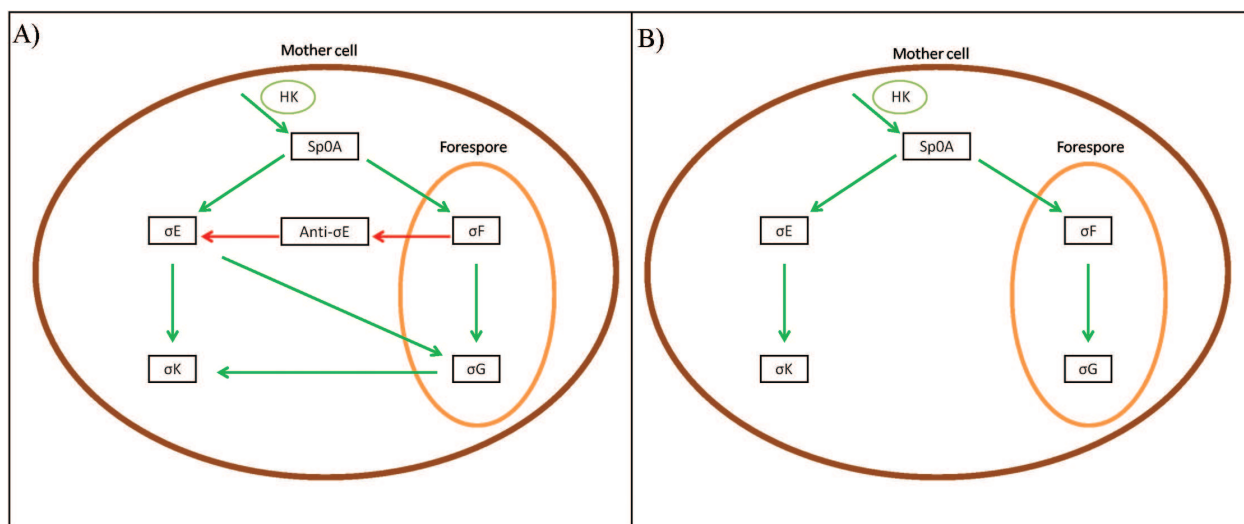 A)
Mother cell
HK
Sp0A
Forespore
σE
Anti-σE
σF
σK
σG
B)
Mother cell
HK
Sp0A
Forespore
σE
σF
σK
σG